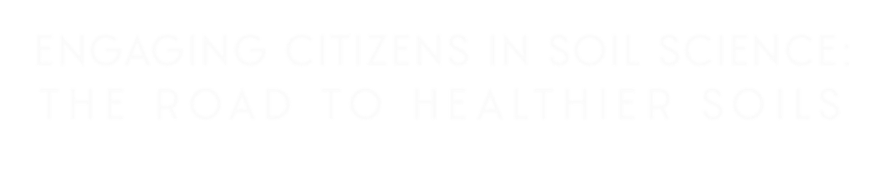 ENGAGING CITIZENS IN SOIL SCIENCE:
THE ROAD TO HEALTHIER SOILS